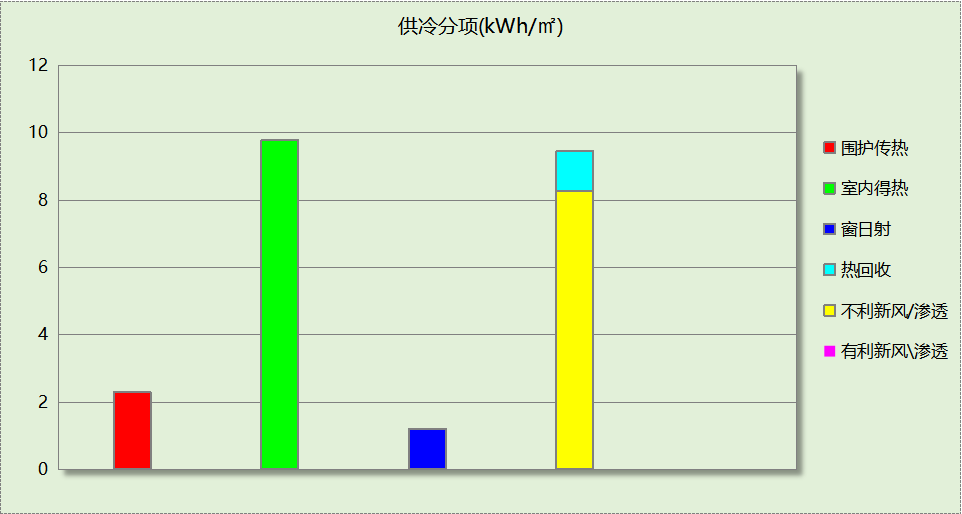 供冷分项(kWh/㎡)
12
10
8
6
4
2
0
围护传热
室内得热
窗日射
热回收
不利新风/渗透
有利新风\渗透